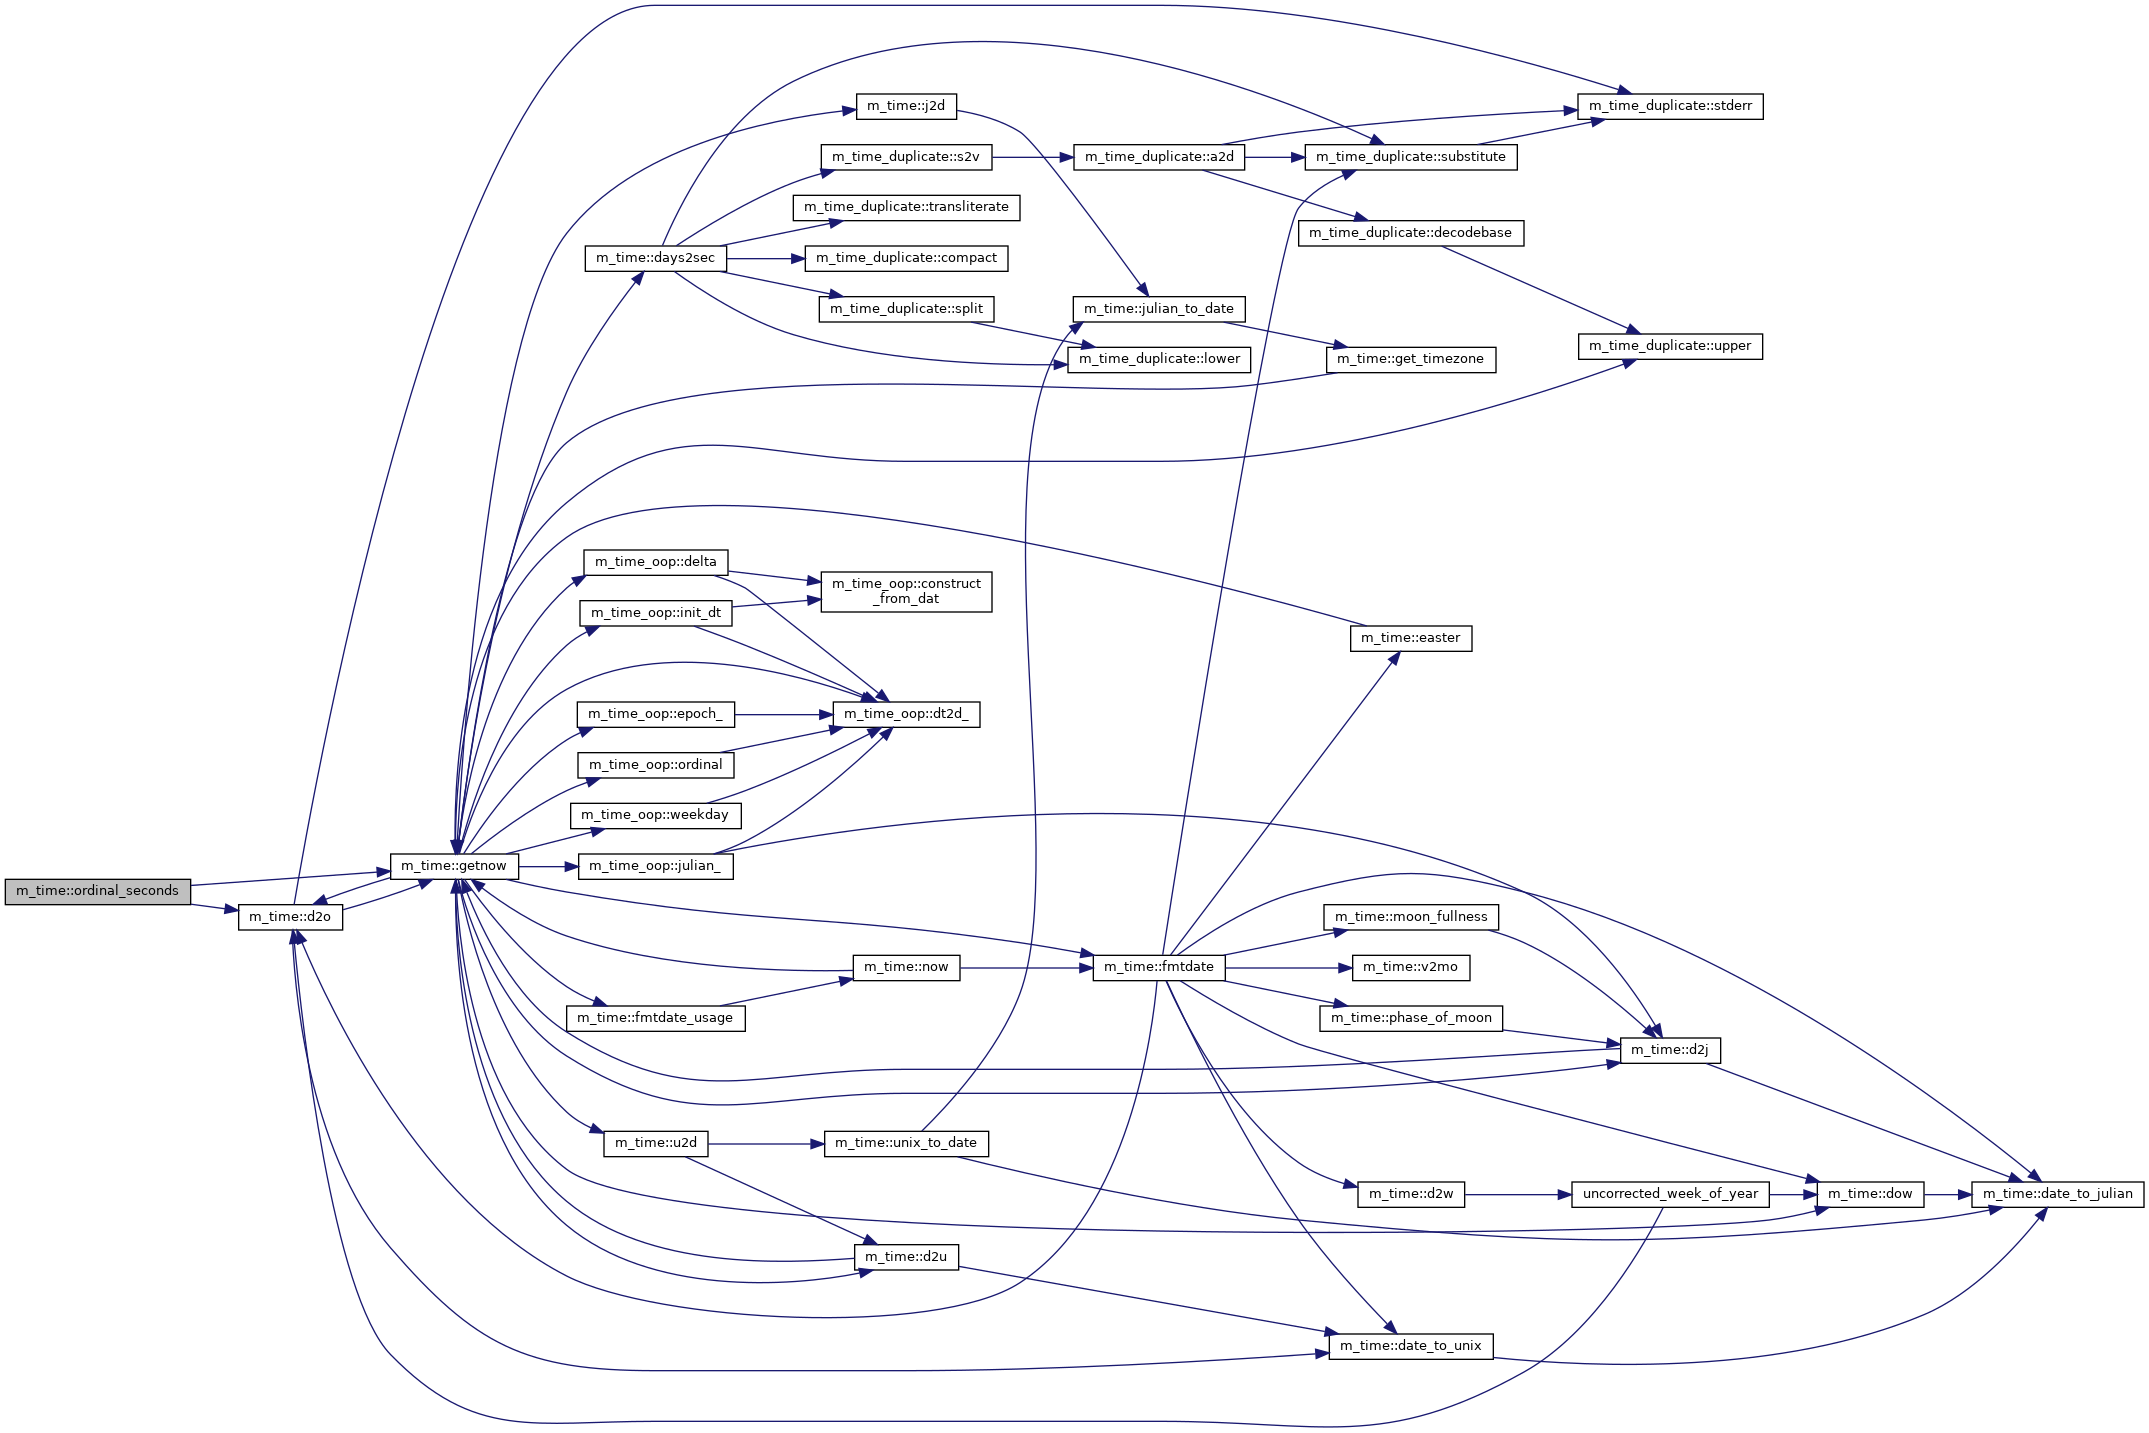 m_time::j2d
m_time_duplicate::stderr
m_time_duplicate::s2v
m_time_duplicate::a2d
m_time_duplicate::substitute
m_time_duplicate::transliterate
m_time_duplicate::decodebase
m_time::days2sec
m_time_duplicate::compact
m_time_duplicate::split
m_time::julian_to_date
m_time_duplicate::upper
m_time_duplicate::lower
m_time::get_timezone
m_time_oop::delta
m_time_oop::construct
_from_dat
m_time_oop::init_dt
m_time::easter
m_time_oop::epoch_
m_time_oop::dt2d_
m_time_oop::ordinal
m_time_oop::weekday
m_time::getnow
m_time_oop::julian_
m_time::ordinal_seconds
m_time::d2o
m_time::moon_fullness
m_time::now
m_time::fmtdate
m_time::v2mo
m_time::fmtdate_usage
m_time::phase_of_moon
m_time::d2j
m_time::u2d
m_time::unix_to_date
m_time::d2w
uncorrected_week_of_year
m_time::dow
m_time::date_to_julian
m_time::d2u
m_time::date_to_unix